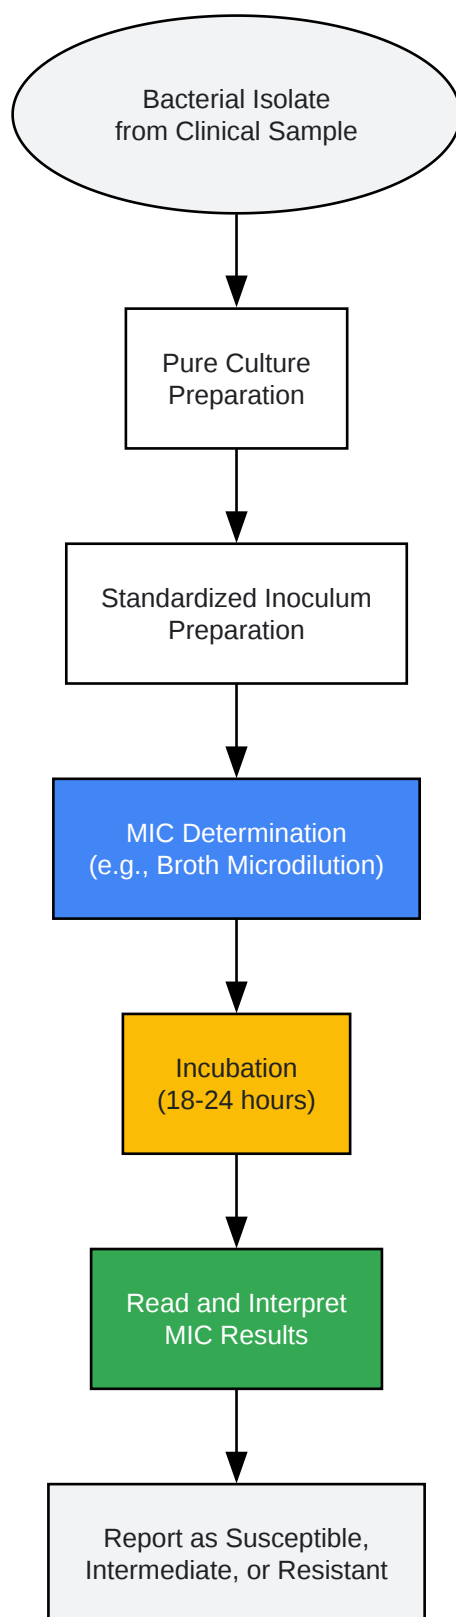 Bacterial Isolate
from Clinical Sample
Pure Culture
Preparation
Standardized Inoculum
Preparation
MIC Determination
(e.g., Broth Microdilution)
Incubation
(18-24 hours)
Read and Interpret
MIC Results
Report as Susceptible,
Intermediate, or Resistant